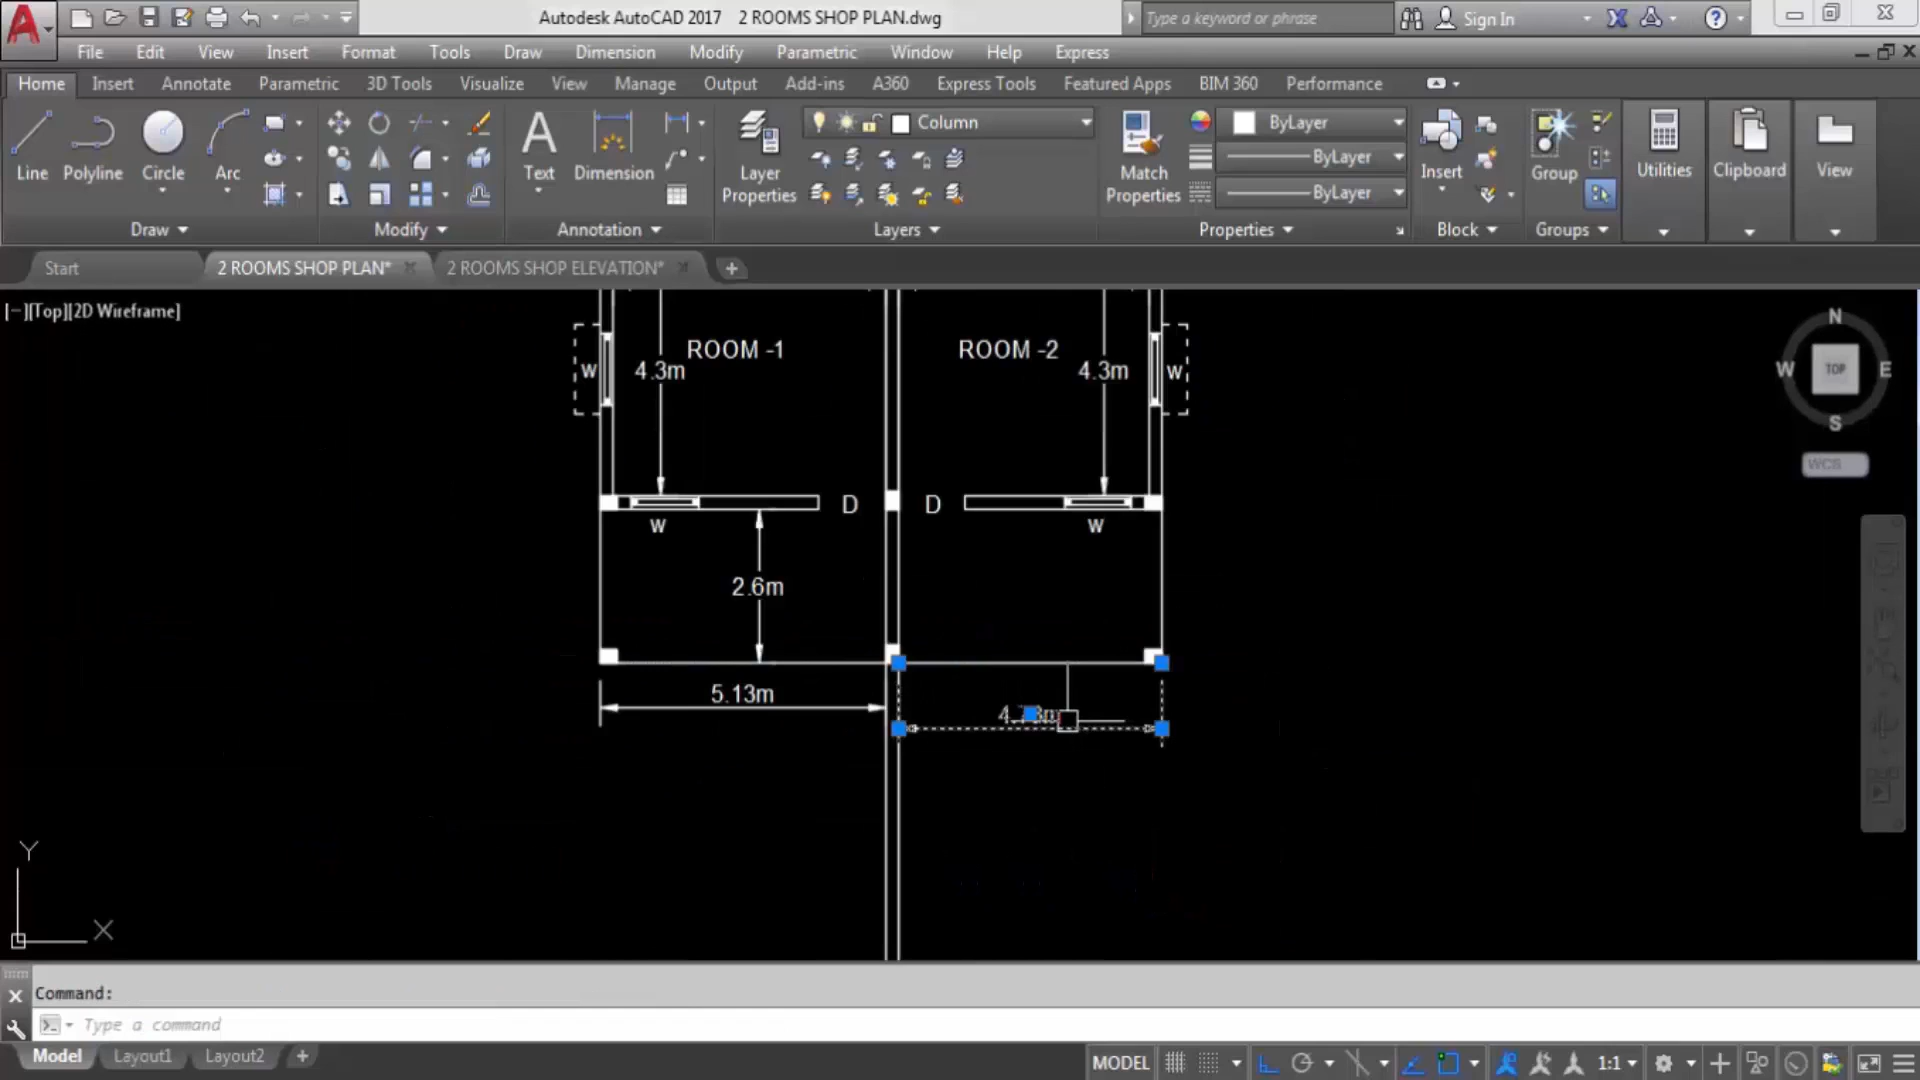 Autodesk AutoCAD 2017 2 ROOMS SHOP PLAN.dwg
Type a keyword or phrase
Sign In
File Edit View Insert Format Tools Draw Dimension Modify Parametric Window Help Express
Home Insert Annotate Parametric 3D Tools Visualize View Manage Output Add-ins A360 Express Tools Featured Apps BIM 360 Performance
Column
ByLayer
ByLayer
ByLayer
Line Polyline Circle Arc
Text Dimension
Layer Properties
Match Properties
Insert
Group
Utilities
Clipboard
View
Draw Modify Annotation Layers Properties Block Groups
Start 2 ROOMS SHOP PLAN* 2 ROOMS SHOP ELEVATION*
[−][Top][2D Wireframe]
N
W TOP E
S
WCS
ROOM -1 ROOM -2
W 4.3m 4.3m W
D D
W W
2.6m
5.13m
Y
X
Command:
Type a command
Model Layout1 Layout2 +
MODEL 1:1